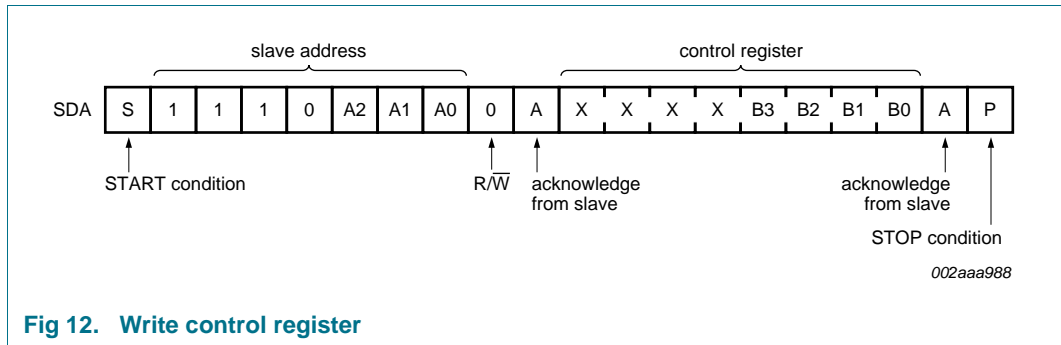 slave address control register
SDA S 1 1 1 0 A2 A1 A0 0 A X X X X B3 B2 B1 B0 A P
START condition R/W̅ acknowledge from slave acknowledge from slave
STOP condition
002aaa988
Fig 12. Write control register